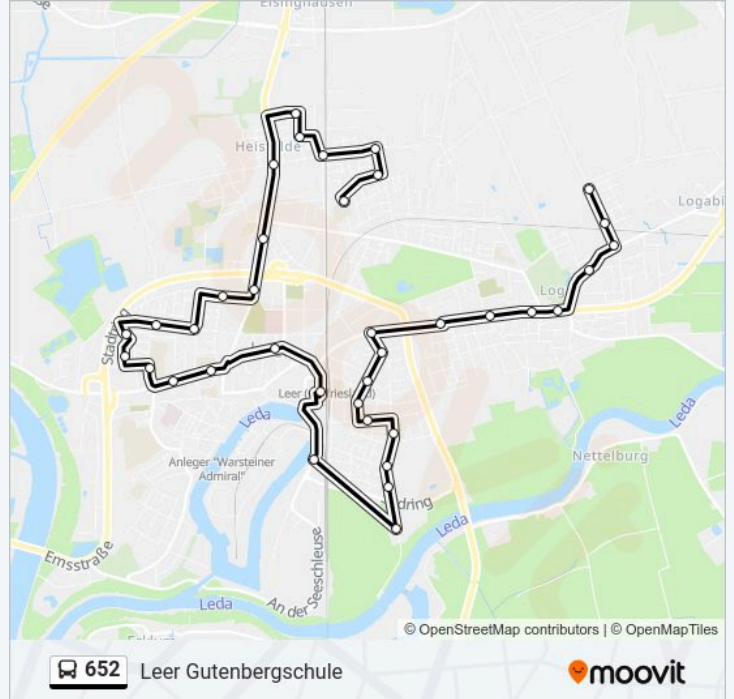 Eisinghausen
Heisfelde
Logabi
Log
Stadtring
Leer (Ostfriesland)
Leda
Leda
Anleger "Warsteiner
Admiral"
Nettelburg
Leda
Emsstraße
An der Seeschleuse
Leda
© OpenStreetMap contributors | © OpenMapTiles
652 Leer Gutenbergschule moovit